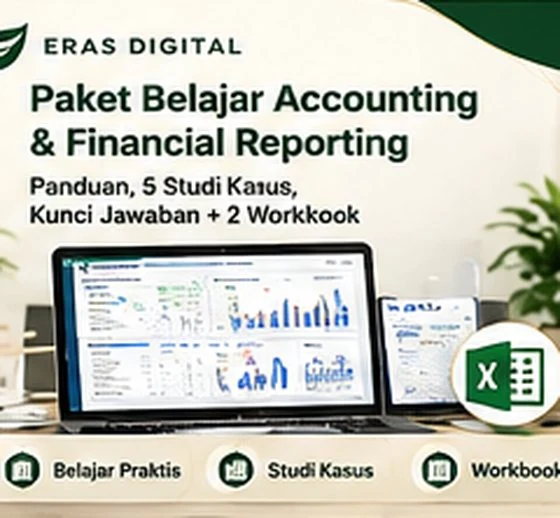 ERAS DIGITAL
Paket Belajar Accounting
& Financial Reporting
Panduan, 5 Studi Kasus,
Kunci Jawaban + 2 Workkook
X
Belajar Praktis
Studi Kasus
Workbook